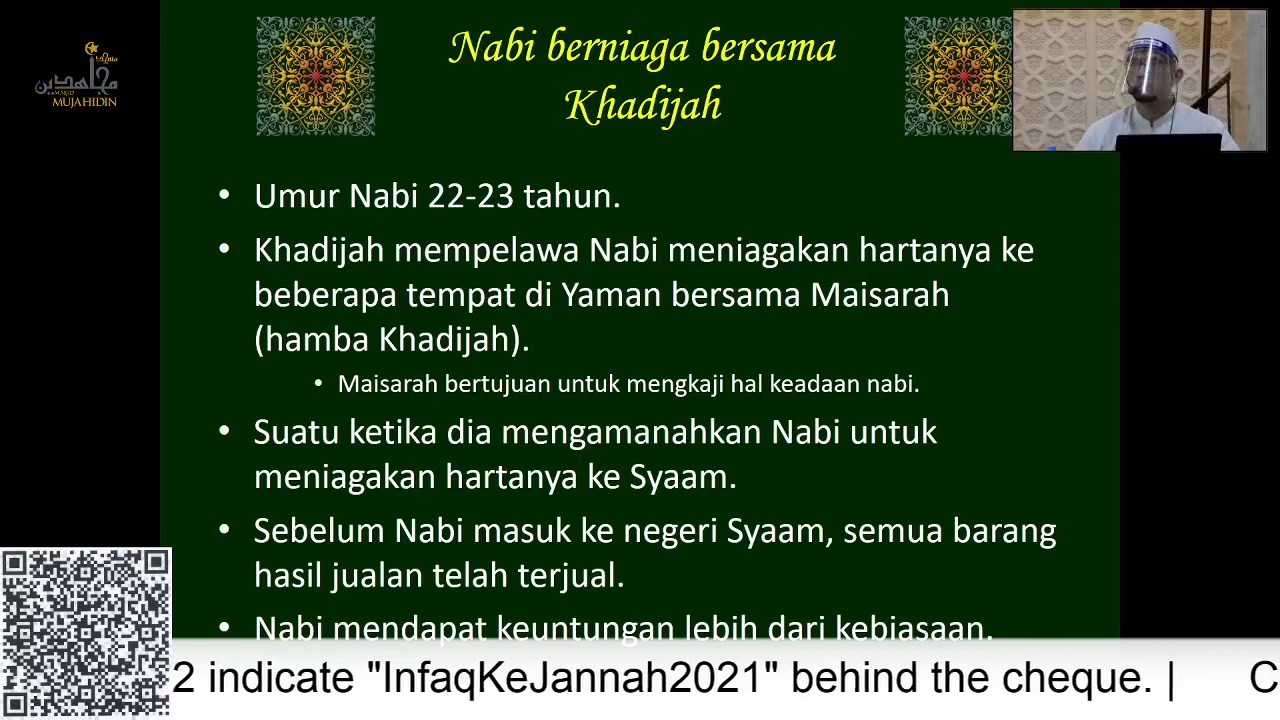 Nabi berniaga bersama
Khadijah
مجاهدين
MASJID
MUJAHIDIN
• Umur Nabi 22-23 tahun.
• Khadijah mempelawa Nabi meniagakan hartanya ke
beberapa tempat di Yaman bersama Maisarah
(hamba Khadijah).
• Maisarah bertujuan untuk mengkaji hal keadaan nabi.
• Suatu ketika dia mengamanahkan Nabi untuk
meniagakan hartanya ke Syaam.
• Sebelum Nabi masuk ke negeri Syaam, semua barang
hasil jualan telah terjual.
• Nabi mendapat keuntungan lebih dari kebiasaan.
2 indicate "InfaqKeJannah2021" behind the cheque. | C